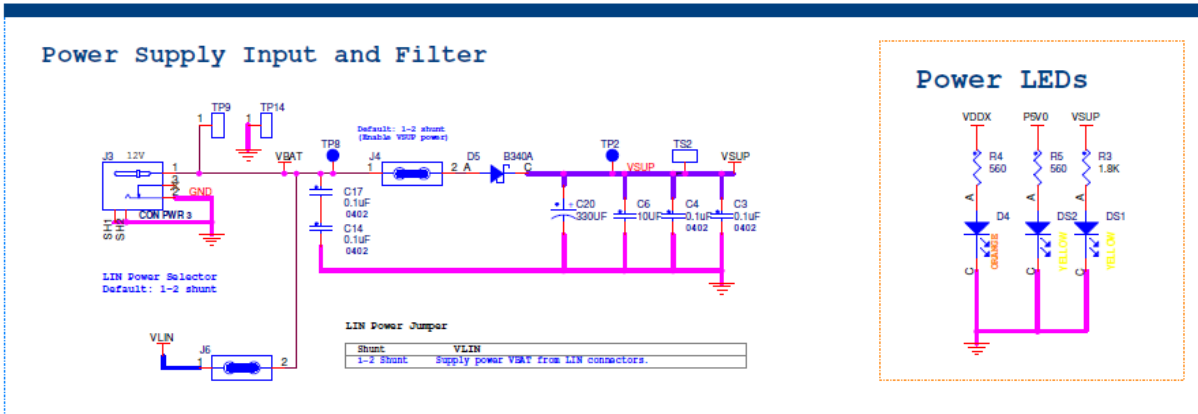 Power Supply Input and Filter
TP9
TP14
1
1
Default: 1-2 shunt
(Enable VSUP power)
TP8
J4
D5
B340A
TP2
TS2
J3
12V
1
3
2
VBAT
1
2
A
C
VSUP
VSUP
GND
CON PWR 3
SH1
SH2
C17
0.1uF
0402
C14
0.1uF
0402
+
C20
330UF
C6
10UF
C4
0.1uF
0402
C3
0.1uF
0402
LIN Power Selector
Default: 1-2 shunt
VLIN
J6
1
2
LIN Power Jumper
Shunt VLIN
1-2 Shunt Supply power VBAT from LIN connectors.
Power LEDs
VDDX
P5V0
VSUP
R4
560
R5
560
R3
1.8K
A
A
A
D4
DS2
DS1
ORANGE
YELLOW
YELLOW
C
C
C